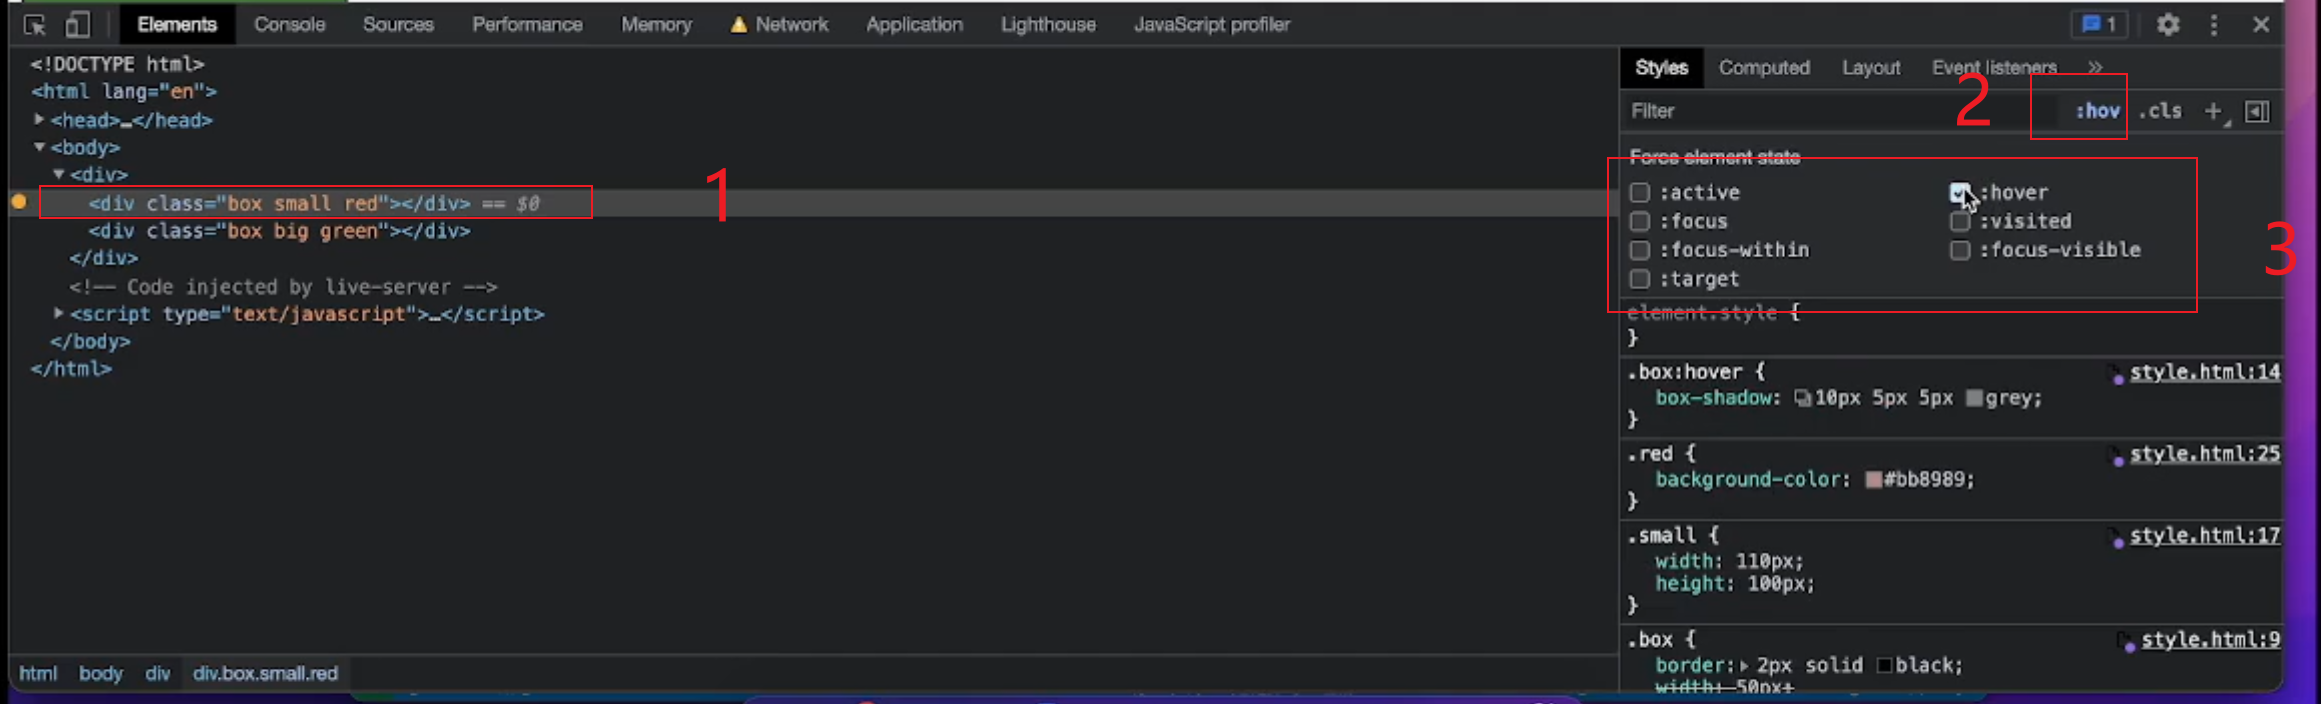 Elements Console Sources Performance Memory Network Application Lighthouse JavaScript profiler 1
<!DOCTYPE html>
<html lang="en">
<head>…</head>
<body>
<div>
<div class="box small red"></div> == $0
<div class="box big green"></div>
</div>
<!-- Code injected by live-server -->
<script type="text/javascript">…</script>
</body>
</html>
html body div div.box.small.red
1
Styles Computed Layout Event listeners »
2
Filter :hov .cls +
Force element state
:active :hover
:focus :visited
:focus-within :focus-visible
:target
3
element.style {
}
.box:hover { style.html:14
box-shadow: 10px 5px 5px grey;
}
.red { style.html:25
background-color: #bb8989;
}
.small { style.html:17
width: 110px;
height: 100px;
}
.box { style.html:9
border: 2px solid black;
width: 50px;